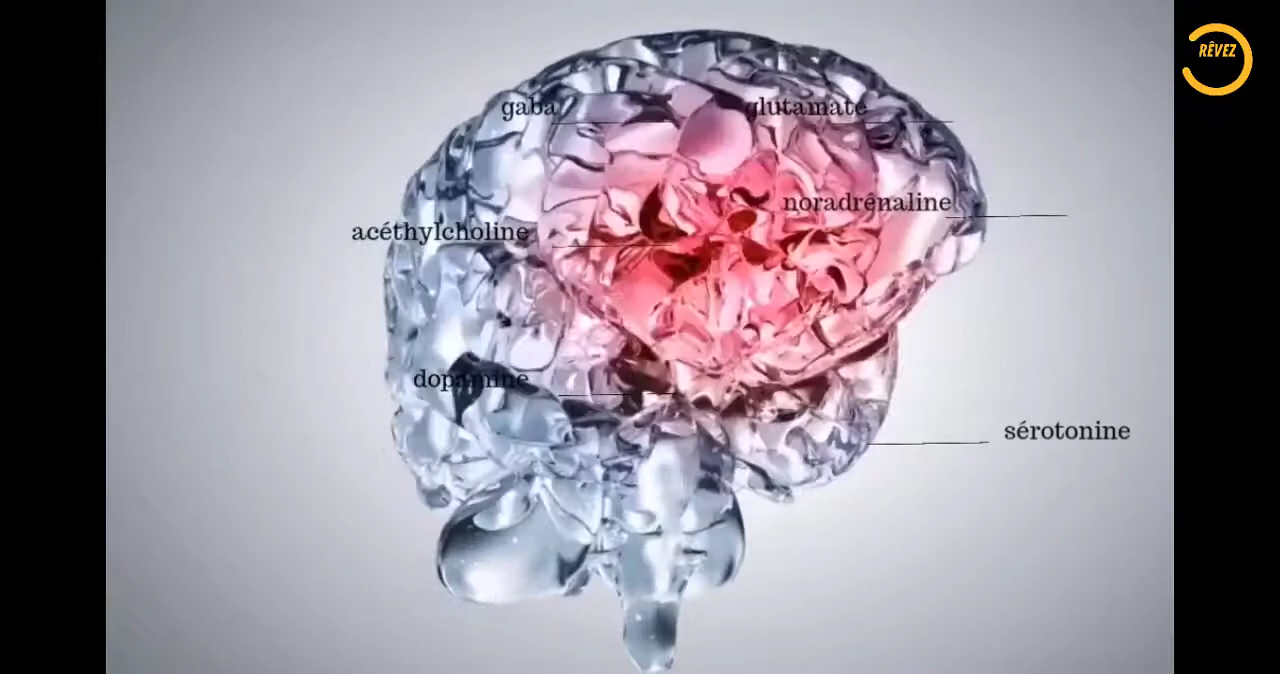 RÊVEZ
gaba
glutamate
noradrénaline
acéthylcholine
dopamine
sérotonine